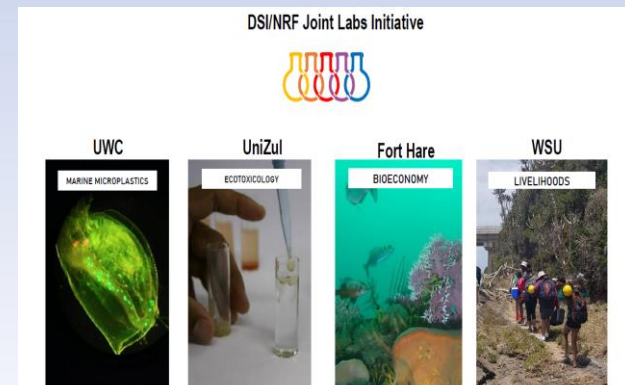 DSI/NRF Joint Labs Initiative
UWC
UniZul
Fort Hare
WSU
MARINE MICROPLASTICS
ECOTOXICOLOGY
BIOECONOMY
LIVELIHOODS